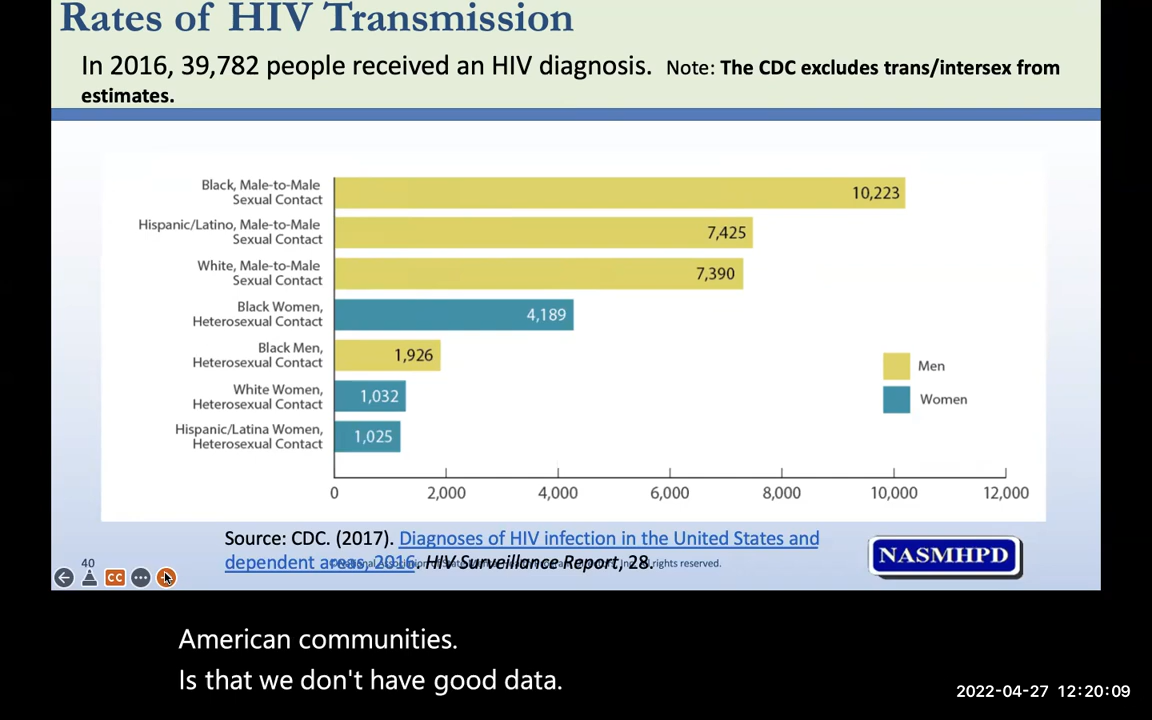 Rates of HIV Transmission
In 2016, 39,782 people received an HIV diagnosis. Note: The CDC excludes trans/intersex from
estimates.
Black, Male-to-Male
Sexual Contact
10,223
Hispanic/Latino, Male-to-Male
Sexual Contact
7,425
White, Male-to-Male
Sexual Contact
7,390
Black Women,
Heterosexual Contact
4,189
Black Men,
Heterosexual Contact
1,926
White Women,
Heterosexual Contact
1,032
Hispanic/Latina Women,
Heterosexual Contact
1,025
Men
Women
0 2,000 4,000 6,000 8,000 10,000 12,000
Source: CDC. (2017). Diagnoses of HIV infection in the United States and
dependent areas, 2016. HIV Surveillance Report, 28.
rights reserved.
NASMHPD
40
CC
American communities.
Is that we don't have good data.
2022-04-27 12:20:09